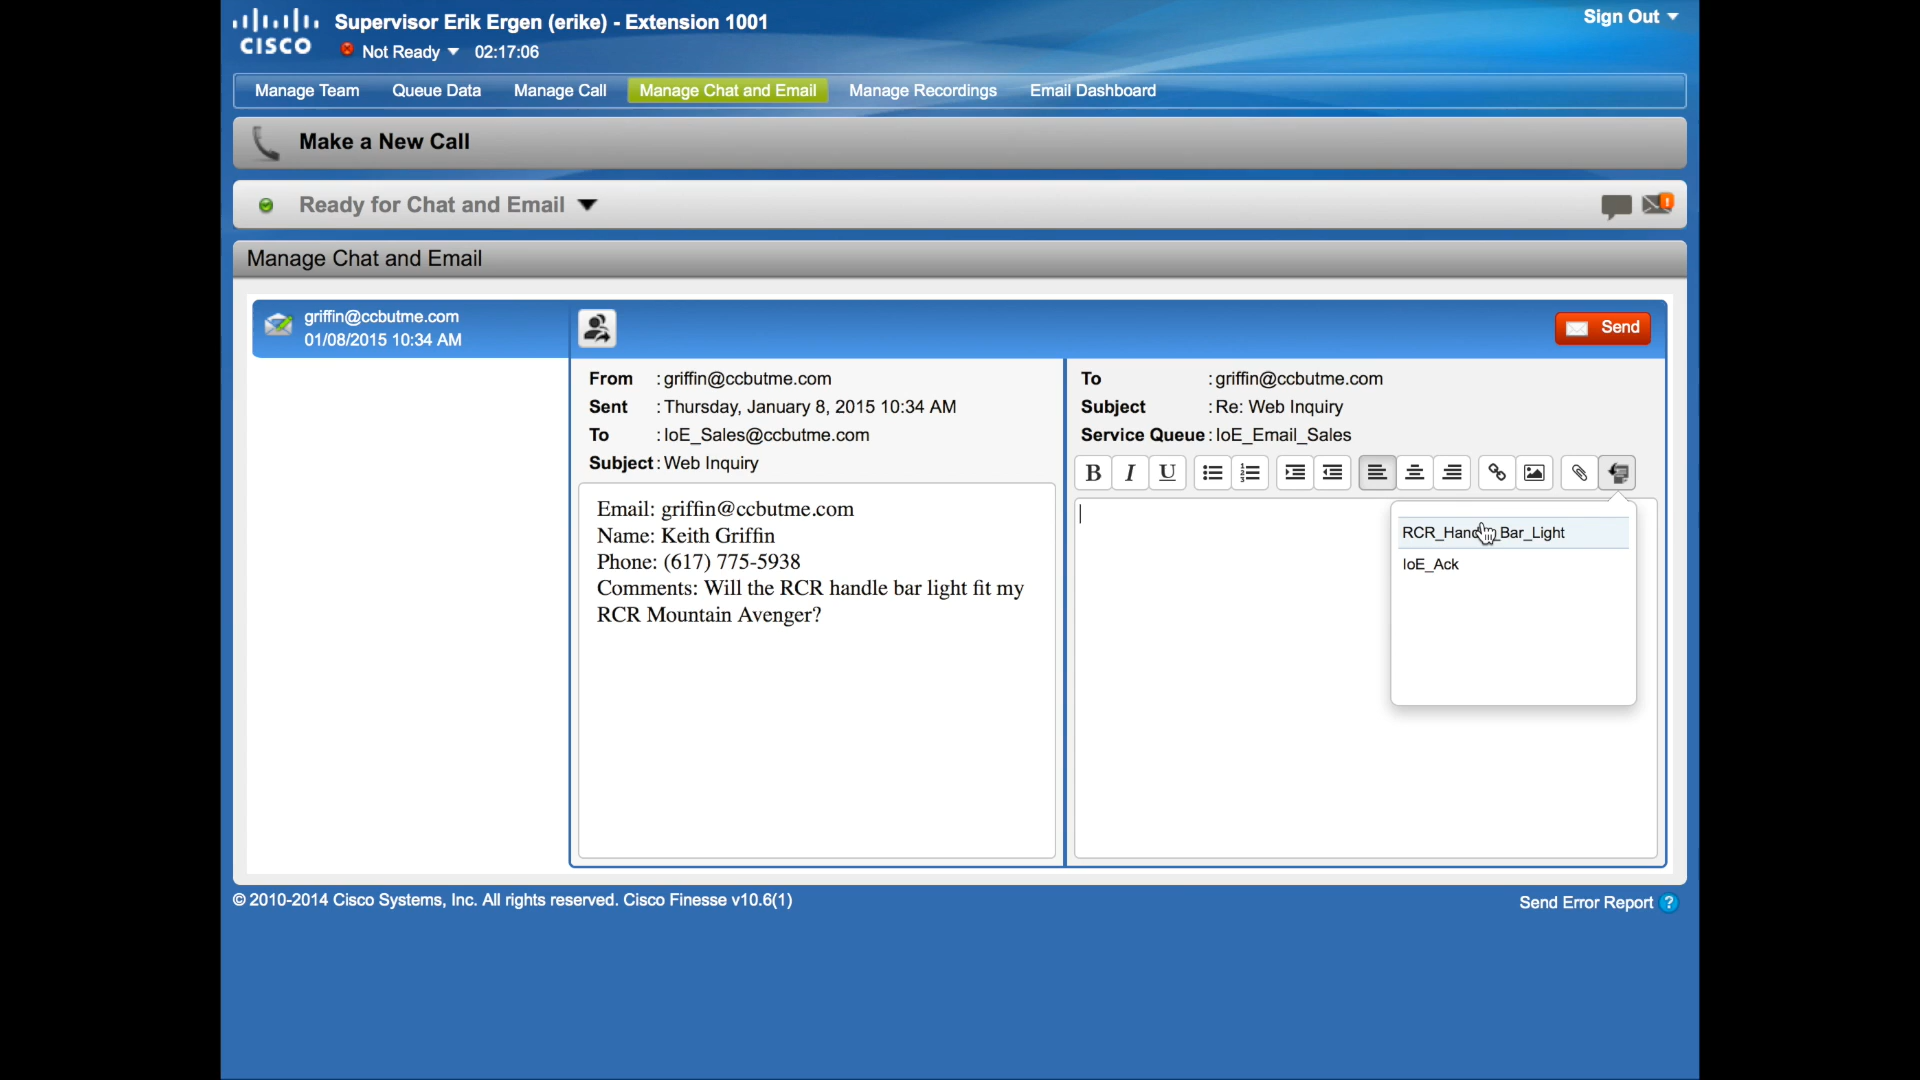 CISCO
Supervisor Erik Ergen (erike) - Extension 1001
Not Ready 02:17:06
Sign Out
Manage Team Queue Data Manage Call Manage Chat and Email Manage Recordings Email Dashboard
Make a New Call
Ready for Chat and Email
Manage Chat and Email
griffin@ccbutme.com
01/08/2015 10:34 AM
Send
From : griffin@ccbutme.com
Sent : Thursday, January 8, 2015 10:34 AM
To : IoE_Sales@ccbutme.com
Subject : Web Inquiry
Email: griffin@ccbutme.com
Name: Keith Griffin
Phone: (617) 775-5938
Comments: Will the RCR handle bar light fit my
RCR Mountain Avenger?
To : griffin@ccbutme.com
Subject : Re: Web Inquiry
Service Queue : IoE_Email_Sales
B I U
RCR_Handle_Bar_Light
IoE_Ack
© 2010-2014 Cisco Systems, Inc. All rights reserved. Cisco Finesse v10.6(1)
Send Error Report ?